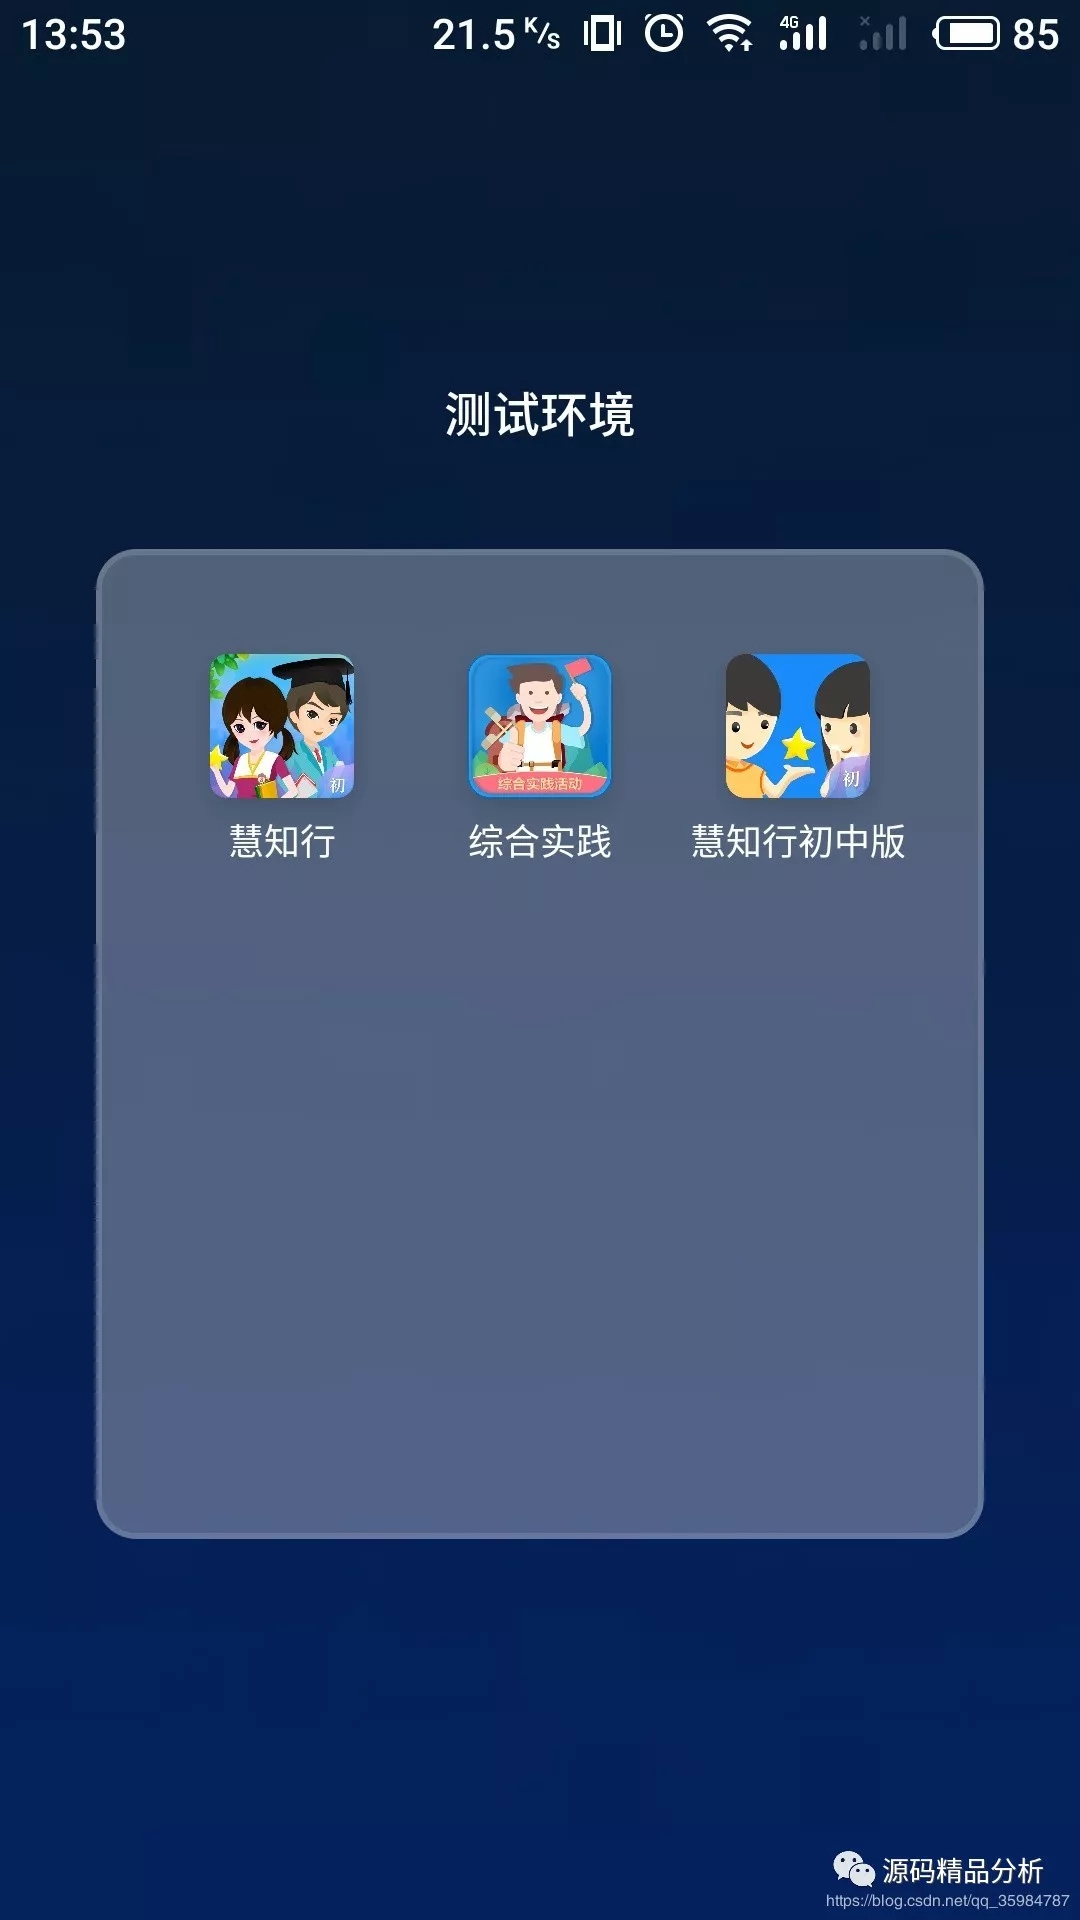 13:53 21.5 K/s 4G 85
测试环境
初 综合实践活动 初
慧知行 综合实践 慧知行初中版
源码精品分析
https://blog.csdn.net/qq_35984787